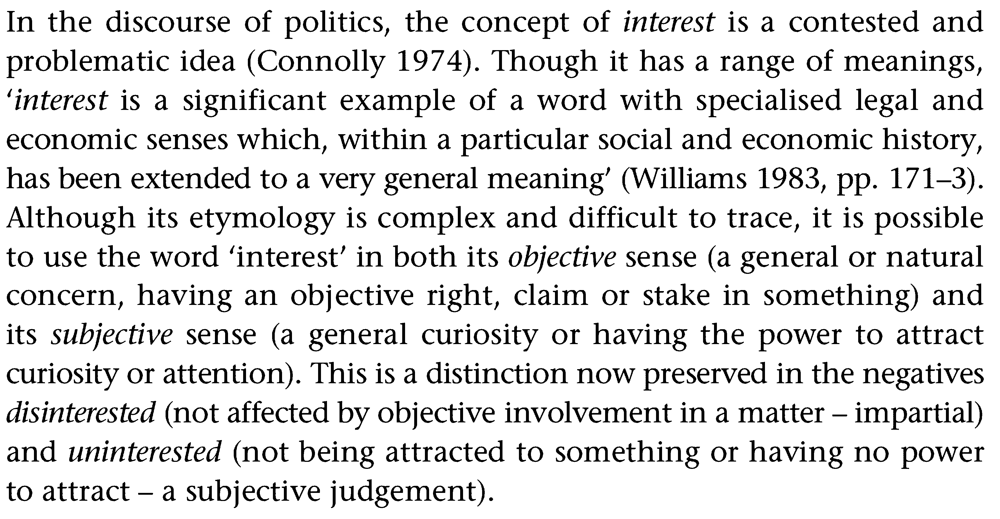 In the discourse of politics, the concept of interest is a contested and
problematic idea (Connolly 1974). Though it has a range of meanings,
‘interest is a significant example of a word with specialised legal and
economic senses which, within a particular social and economic history,
has been extended to a very general meaning’ (Williams 1983, pp. 171–3).
Although its etymology is complex and difficult to trace, it is possible
to use the word ‘interest’ in both its objective sense (a general or natural
concern, having an objective right, claim or stake in something) and
its subjective sense (a general curiosity or having the power to attract
curiosity or attention). This is a distinction now preserved in the negatives
disinterested (not affected by objective involvement in a matter – impartial)
and uninterested (not being attracted to something or having no power
to attract – a subjective judgement).